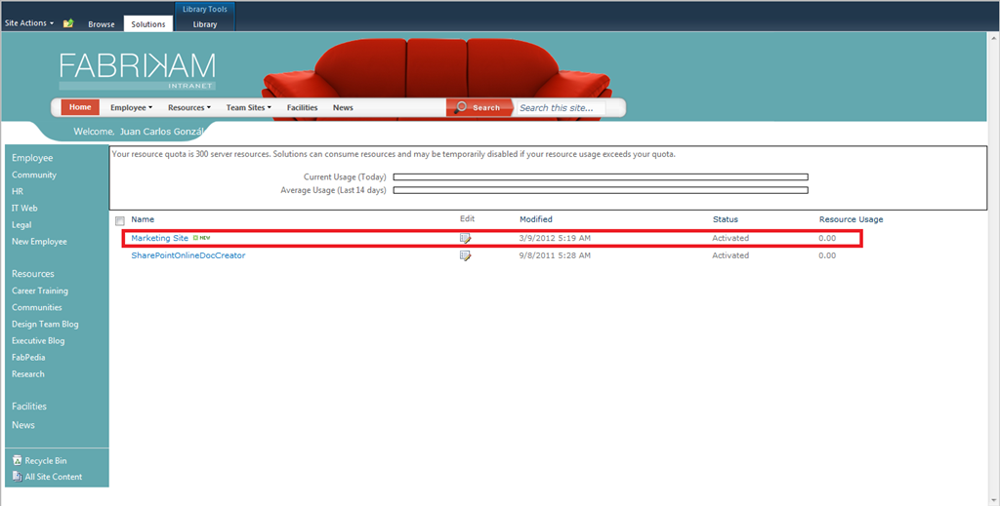 Library Tools
Site Actions Browse Solutions Library
FABRIKAM
INTRANET
Home Employee Resources Team Sites Facilities News Search Search this site...
Welcome, Juan Carlos Gonzál
Employee
Community
HR
IT Web
Legal
New Employee
Resources
Career Training
Communities
Design Team Blog
Executive Blog
FabPedia
Research
Facilities
News
Recycle Bin
All Site Content
Your resource quota is 300 server resources. Solutions can consume resources and may be temporarily disabled if your resource usage exceeds your quota.
Current Usage (Today)
Average Usage (Last 14 days)
Name Edit Modified Status Resource Usage
Marketing Site NEW 3/9/2012 5:19 AM Activated 0.00
SharePointOnlineDocCreator 9/8/2011 5:28 AM Activated 0.00